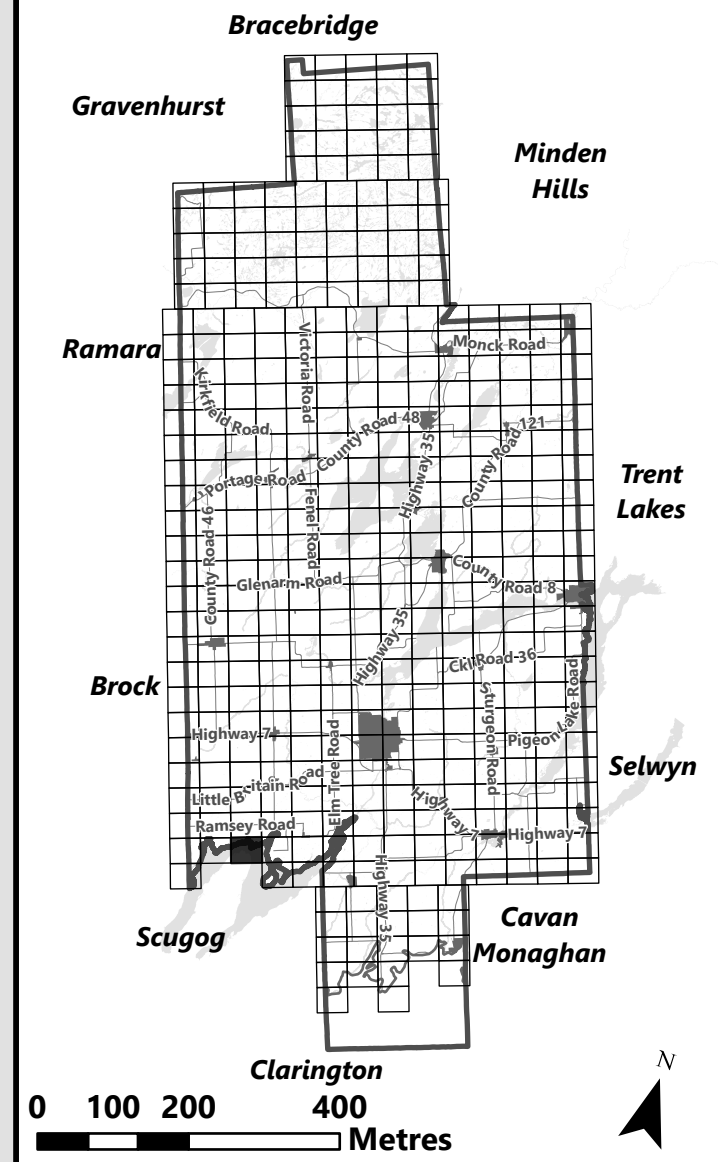 Bracebridge
Gravenhurst
Minden
Hills
Ramara
Monck Road
Victoria Road
Kirkfield Road
County Road 48
County Road 121
Highway 35
Portage Road
Trent
Lakes
Fenel Road
County Road 46
County Road 8
Glenarm Road
Highway 35
Ckl Road 36
Brock
Sturgeon Road
Pigeon Lake Road
Highway 7
Elm Tree Road
Selwyn
Little Britain Road
Highway 7
Ramsey Road
Highway 7
Highway 35
Scugog
Cavan
Monaghan
Clarington
N
0 100 200 400
Metres